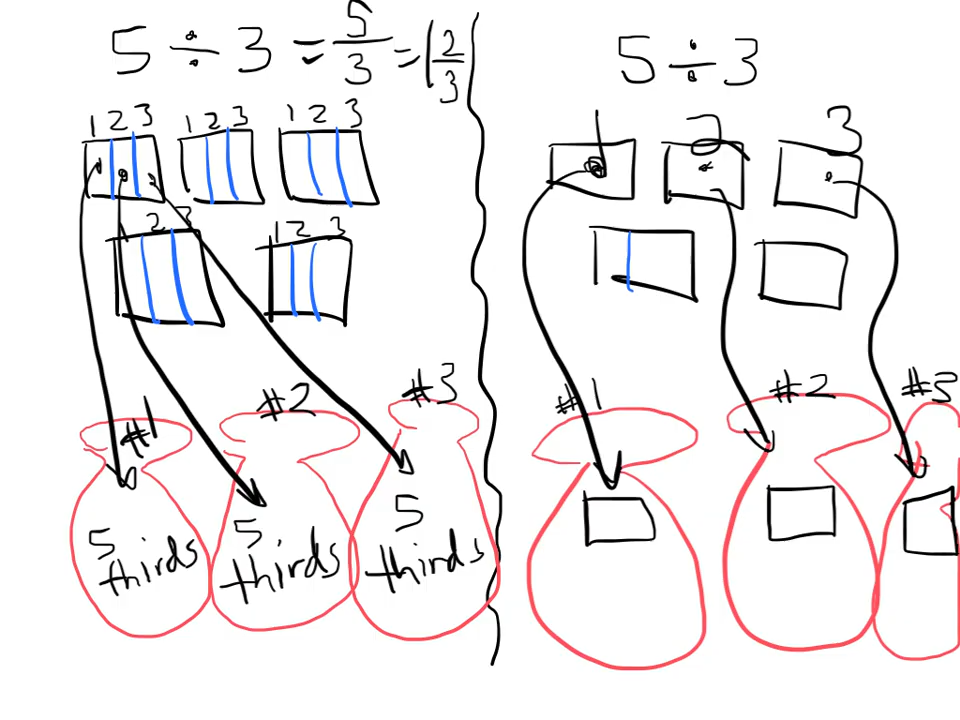 5 ÷ 3 = 5/3 = 1 2/3
1 2 3 1 2 3 1 2 3
2 3 1 2 3
#1 #2 #3
5 thirds 5 thirds 5 thirds
5 ÷ 3
1 2 3
#1 #2 #3